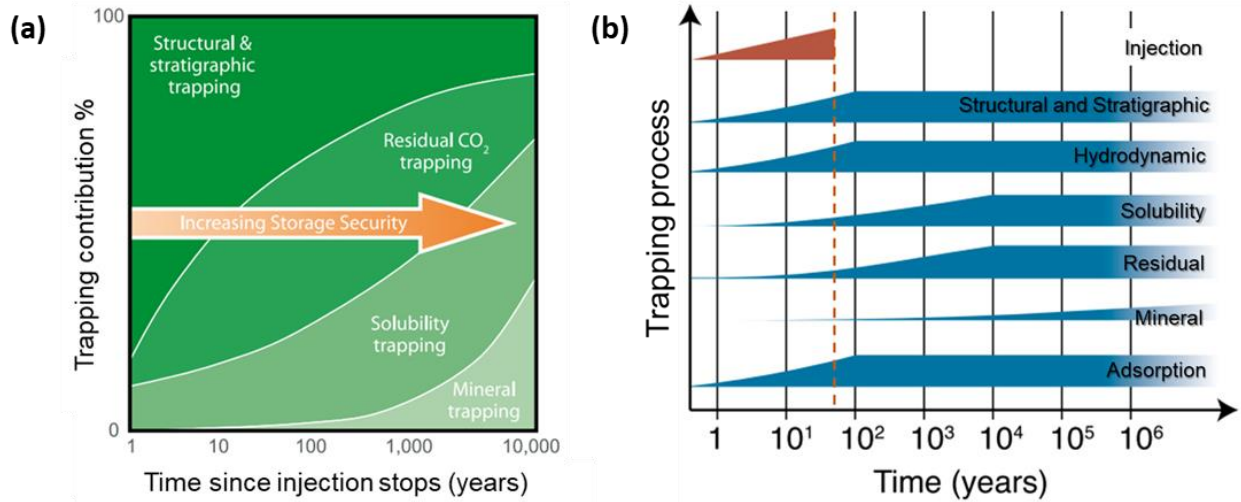 (a)
100
Structural &
stratigraphic
trapping
Residual CO₂
trapping
Increasing Storage Security
Solubility
trapping
Mineral
trapping
Trapping contribution %
0
1 10 100 1,000 10,000
Time since injection stops (years)
(b)
Injection
Structural and Stratigraphic
Hydrodynamic
Solubility
Residual
Mineral
Adsorption
Trapping process
1 10¹ 10² 10³ 10⁴ 10⁵ 10⁶
Time (years)